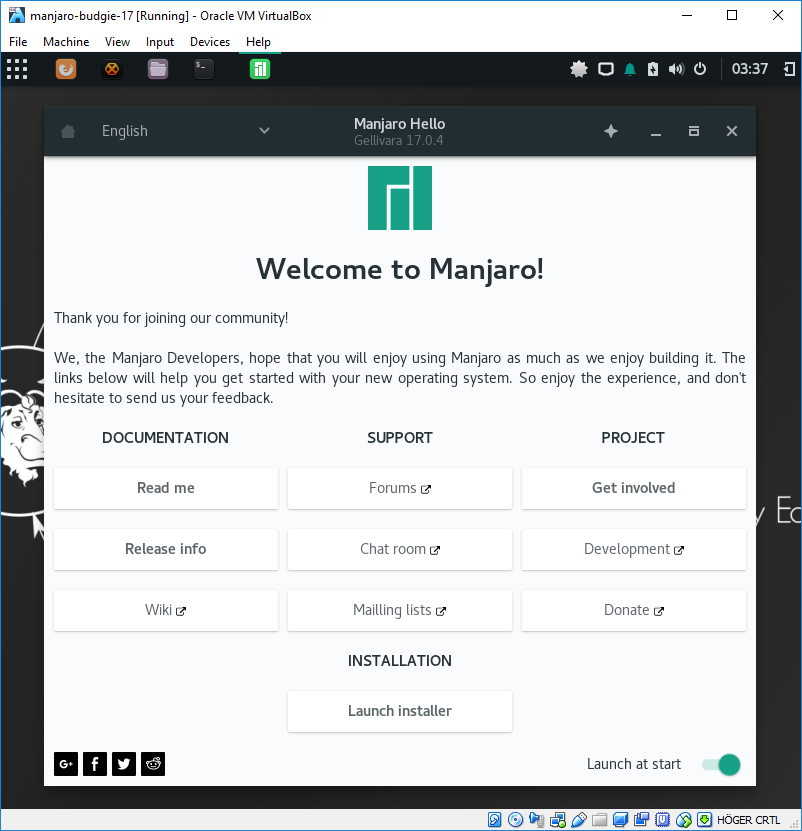 manjaro-budgie-17 [Running] - Oracle VM VirtualBox
File Machine View Input Devices Help
03:37
English
Manjaro Hello
Gellivara 17.0.4
Welcome to Manjaro!
Thank you for joining our community!
We, the Manjaro Developers, hope that you will enjoy using Manjaro as much as we enjoy building it. The
links below will help you get started with your new operating system. So enjoy the experience, and don't
hesitate to send us your feedback.
DOCUMENTATION SUPPORT PROJECT
Read me Forums Get involved
Release info Chat room Development
Wiki Mailling lists Donate
INSTALLATION
Launch installer
G+ f Launch at start
HÖGER CRTL